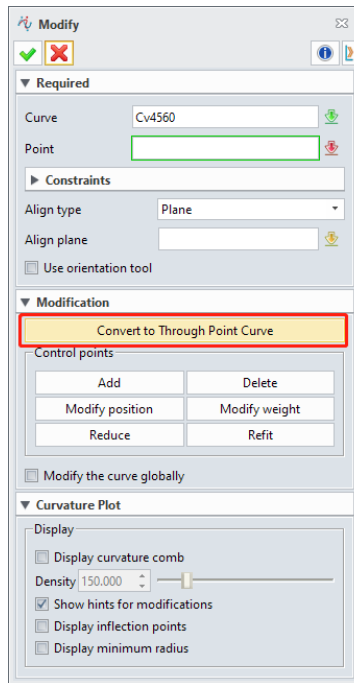 Modify
Required
Curve Cv4560
Point
Constraints
Align type Plane
Align plane
Use orientation tool
Modification
Convert to Through Point Curve
Control points
Add Delete
Modify position Modify weight
Reduce Refit
Modify the curve globally
Curvature Plot
Display
Display curvature comb
Density 150.000
Show hints for modifications
Display inflection points
Display minimum radius